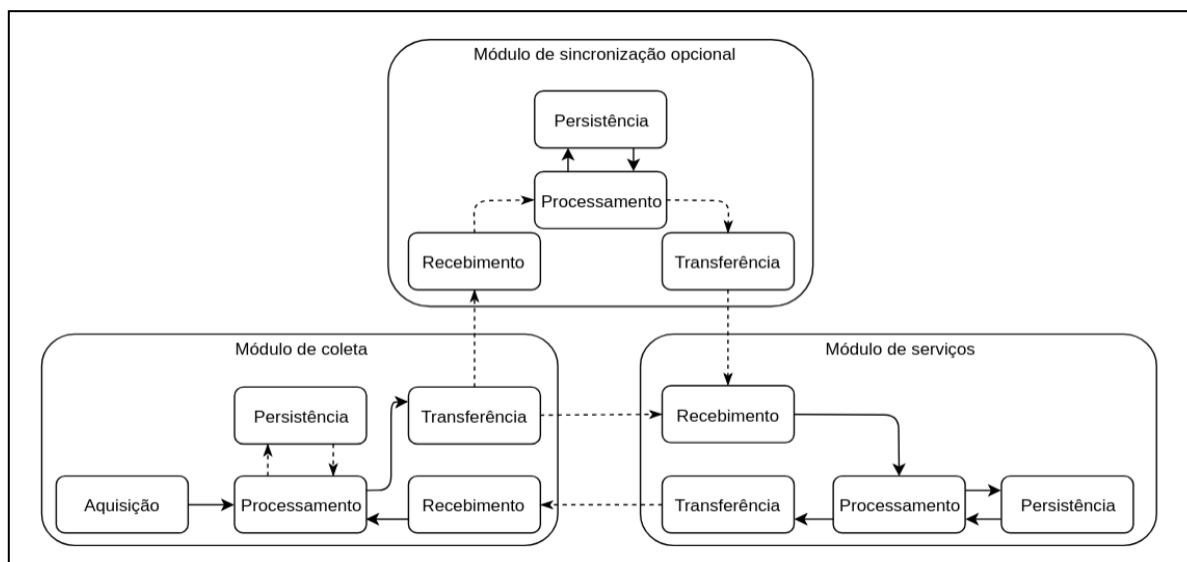 Módulo de sincronização opcional
Persistência
Processamento
Recebimento
Transferência
Módulo de coleta
Persistência
Transferência
Aquisição
Processamento
Recebimento
Módulo de serviços
Recebimento
Transferência
Processamento
Persistência